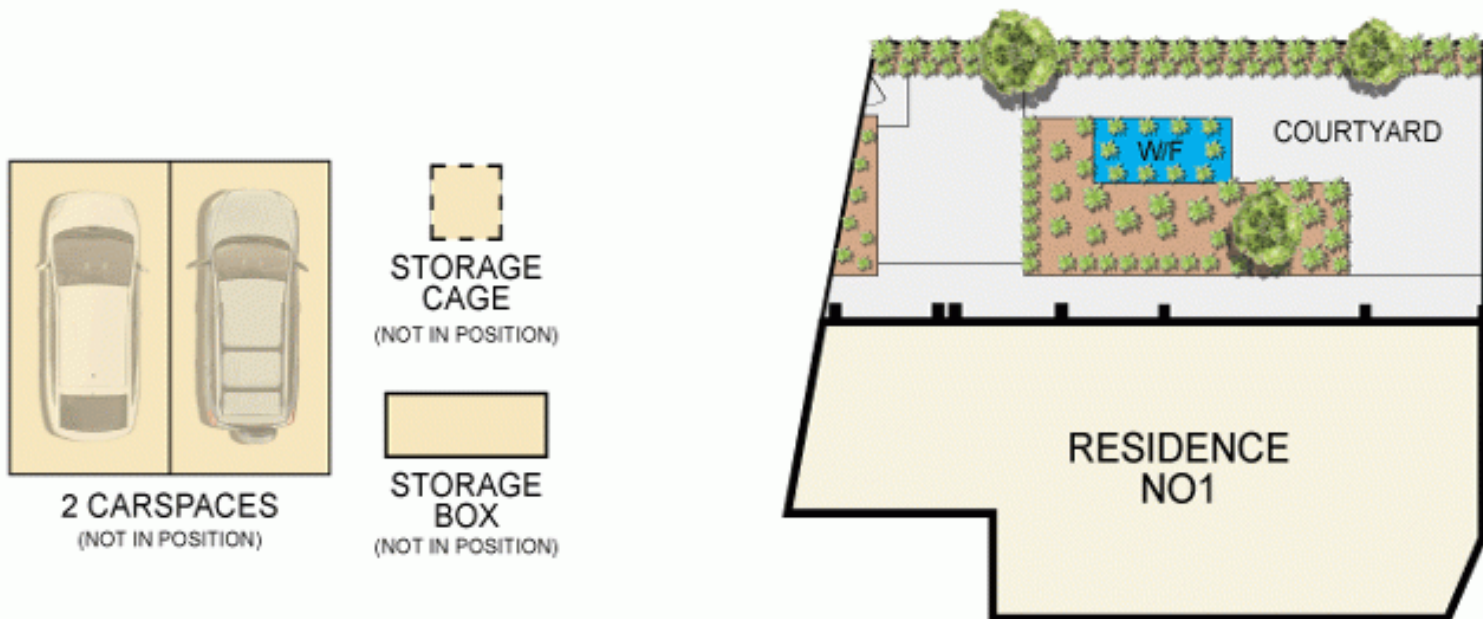 COURTYARD
W/F
STORAGE
CAGE
(NOT IN POSITION)
RESIDENCE
NO1
STORAGE
BOX
(NOT IN POSITION)
2 CARSPACES
(NOT IN POSITION)